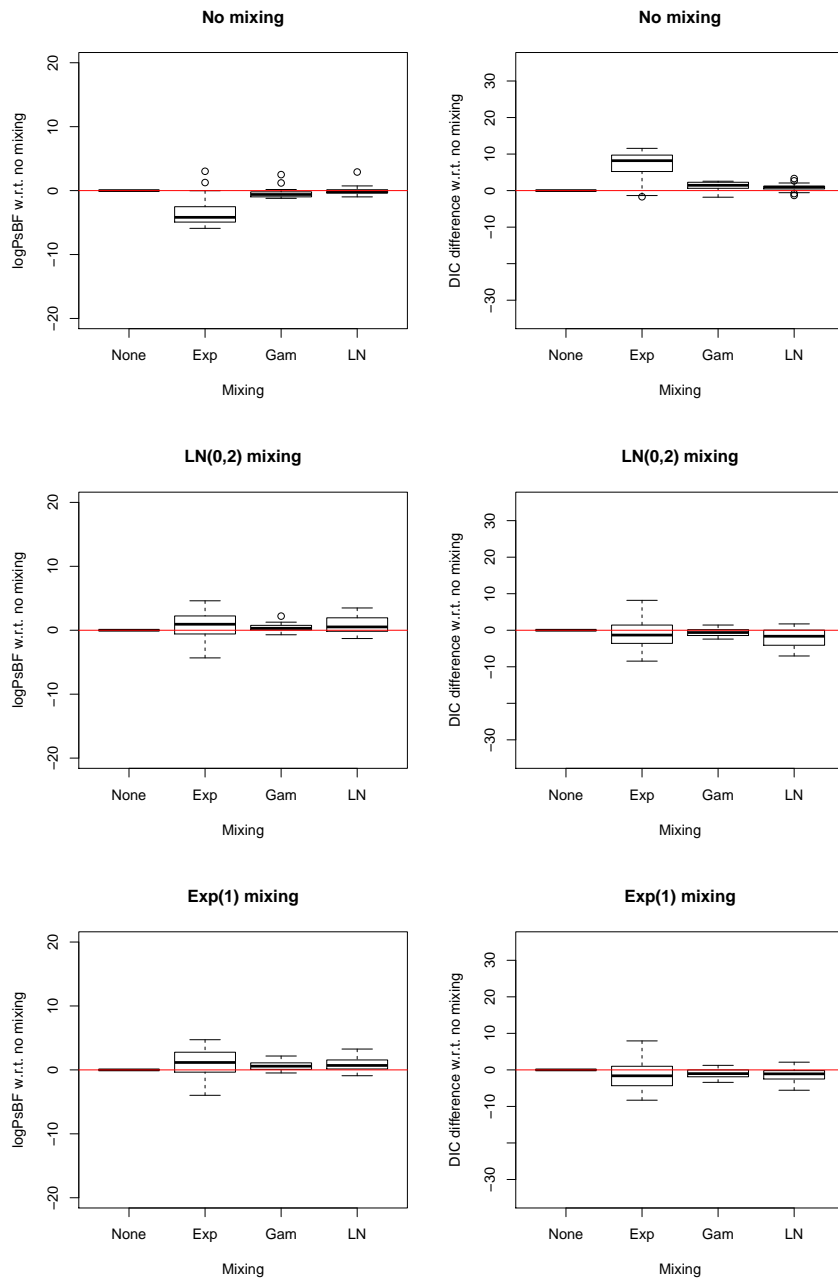 No mixing
logPsBF w.r.t. no mixing
20
10
0
−10
−20
None Exp Gam LN
Mixing
No mixing
DIC difference w.r.t. no mixing
30
20
10
0
−10
−30
None Exp Gam LN
Mixing
LN(0,2) mixing
logPsBF w.r.t. no mixing
20
10
0
−10
−20
None Exp Gam LN
Mixing
LN(0,2) mixing
DIC difference w.r.t. no mixing
30
20
10
0
−10
−30
None Exp Gam LN
Mixing
Exp(1) mixing
logPsBF w.r.t. no mixing
20
10
0
−10
−20
None Exp Gam LN
Mixing
Exp(1) mixing
DIC difference w.r.t. no mixing
30
20
10
0
−10
−30
None Exp Gam LN
Mixing